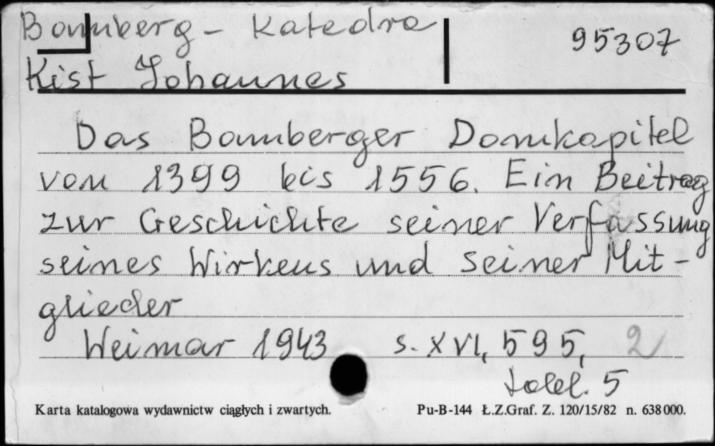 Bamberg - Katedra
95307
Kist Johannes
Das Bamberger Domkapitel
von 1399 bis 1556. Ein Beitrag
zur Geschichte seiner Verfassung
seines Wirkens und seiner Mit-
glieder
Weimar 1943 s. XVI, 595, 2
tabl. 5
Karta katalogowa wydawnictw ciągłych i zwartych. Pu-B-144 Ł.Z.Graf. Z. 120/15/82 n. 638 000.